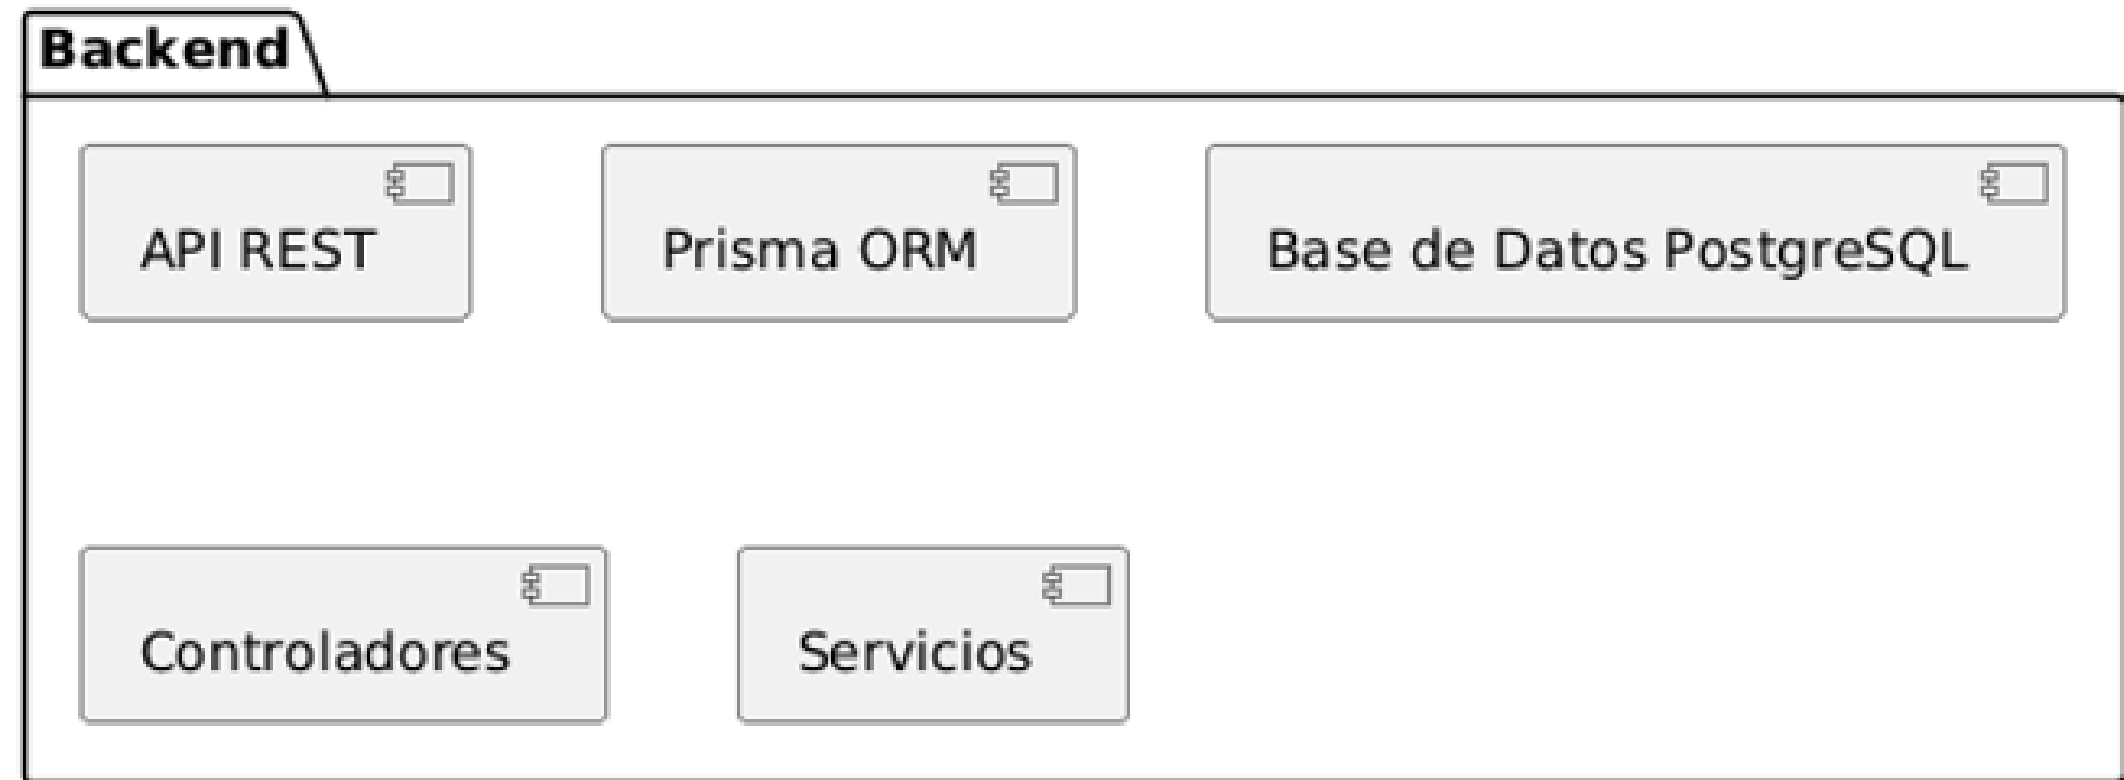 Backend
API REST
Prisma ORM
Base de Datos PostgreSQL
Controladores
Servicios